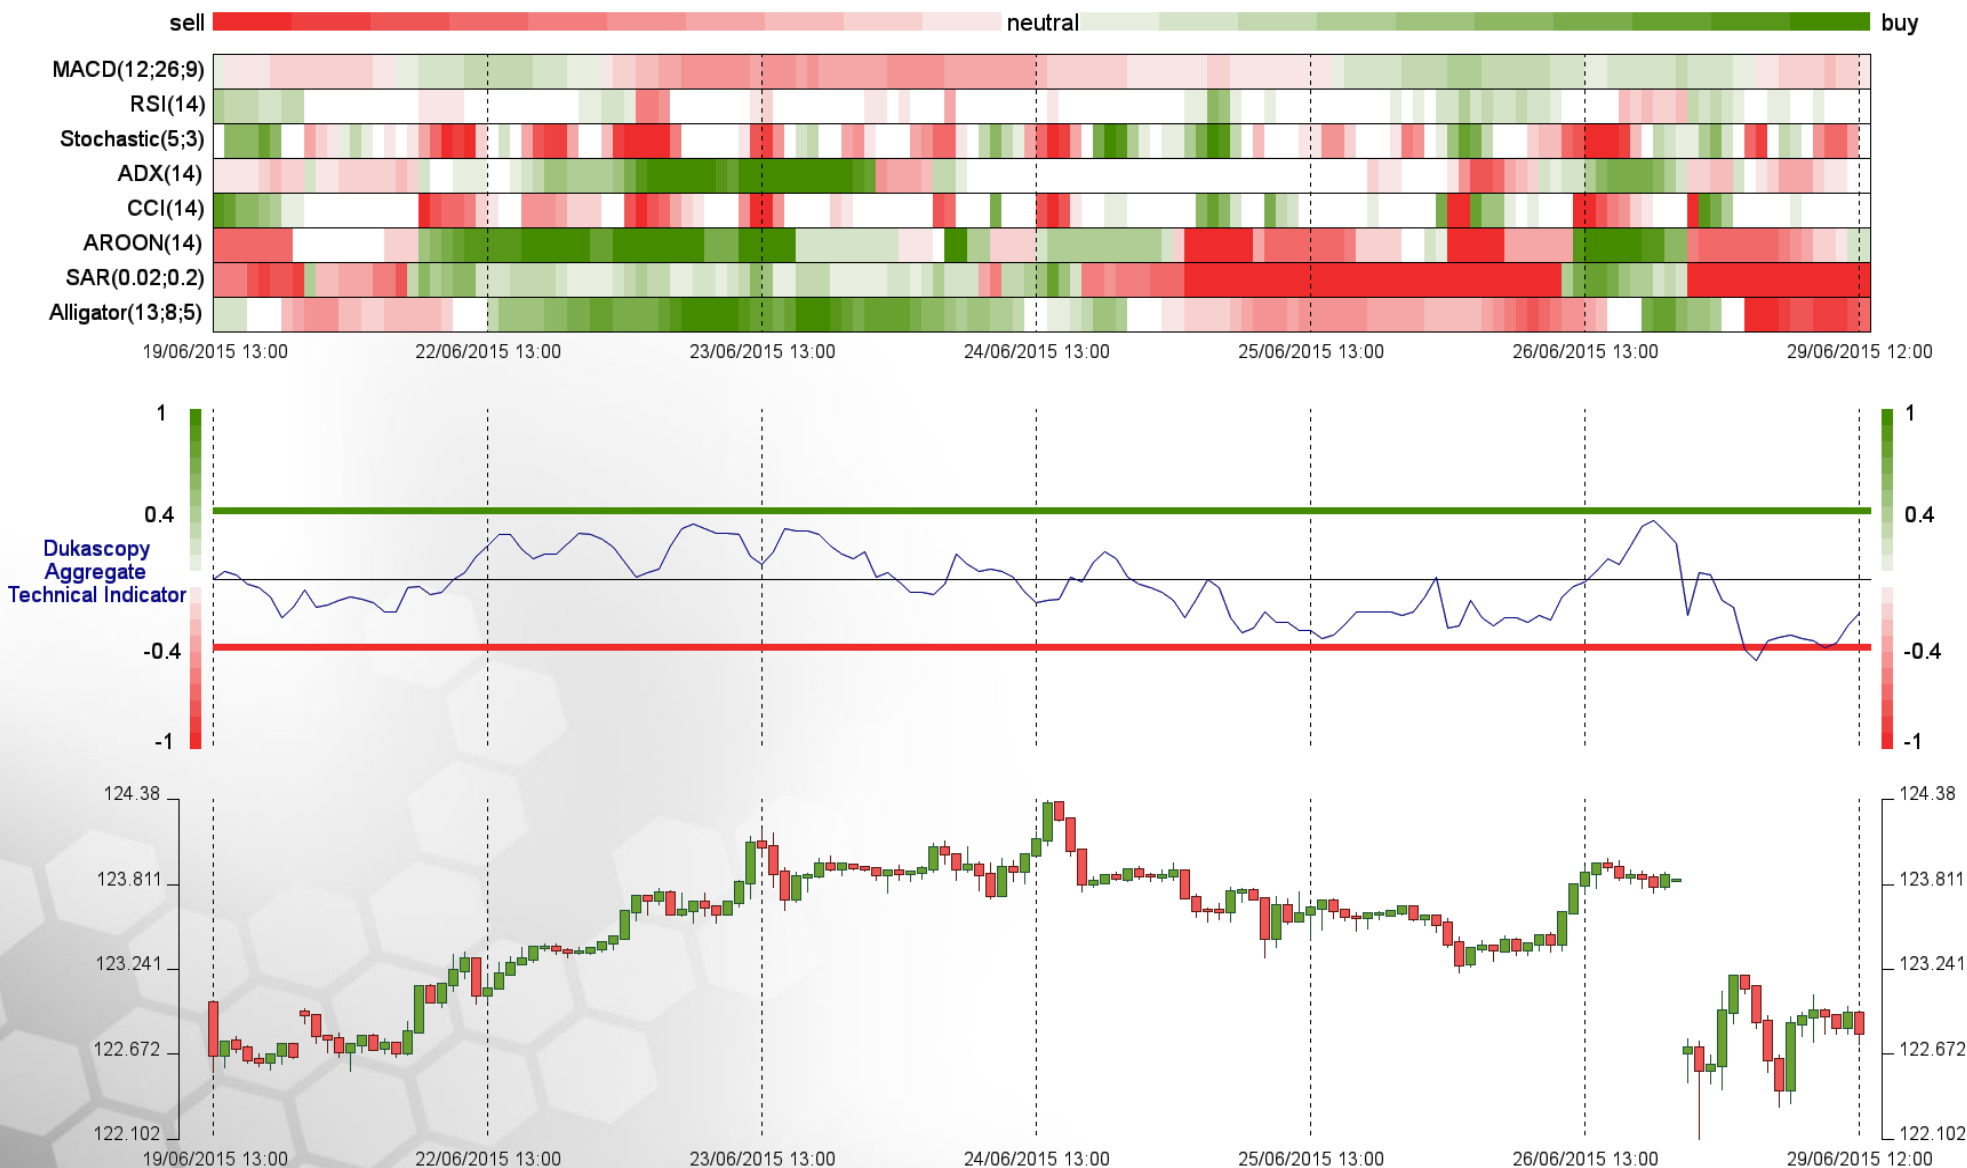 sell neutral buy
MACD(12;26;9)
RSI(14)
Stochastic(5;3)
ADX(14)
CCI(14)
AROON(14)
SAR(0.02;0.2)
Alligator(13;8;5)
19/06/2015 13:00 22/06/2015 13:00 23/06/2015 13:00 24/06/2015 13:00 25/06/2015 13:00 26/06/2015 13:00 29/06/2015 12:00
1 1
0.4 0.4
Dukascopy
Aggregate
Technical Indicator
-0.4 -0.4
-1 -1
124.38 124.38
123.811 123.811
123.241 123.241
122.672 122.672
122.102 122.102
19/06/2015 13:00 22/06/2015 13:00 23/06/2015 13:00 24/06/2015 13:00 25/06/2015 13:00 26/06/2015 13:00 29/06/2015 12:00